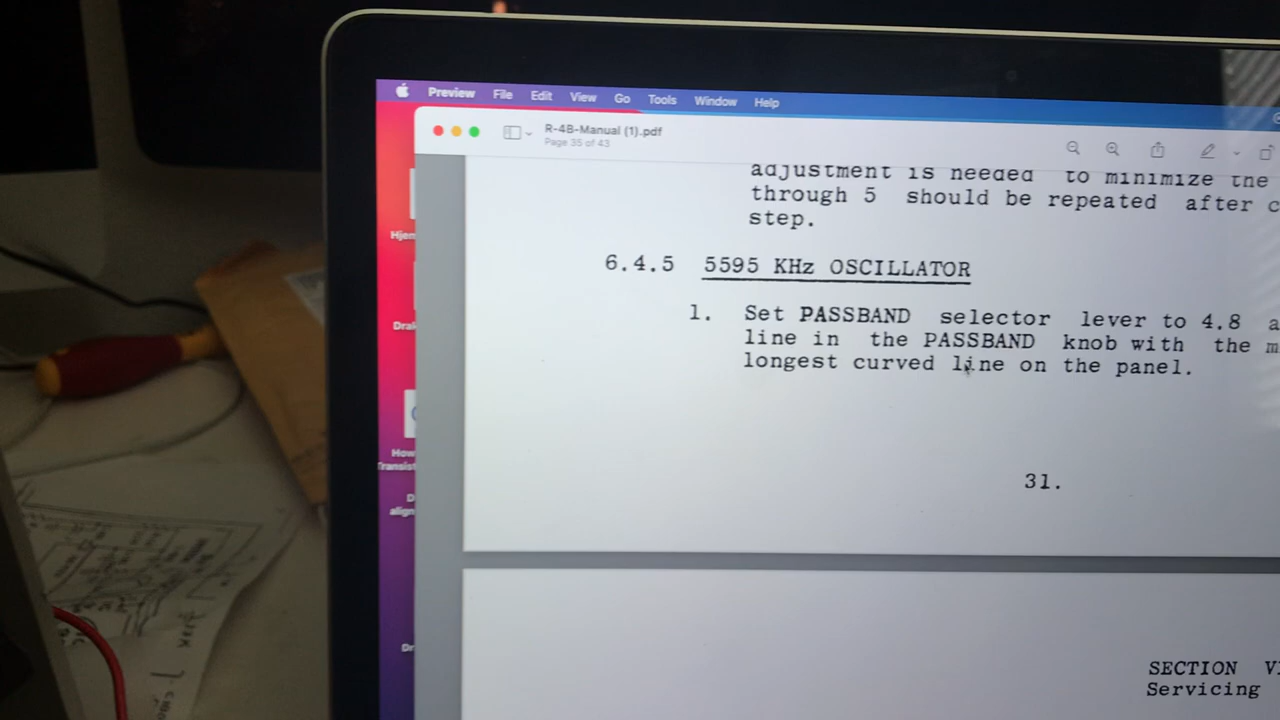 Preview File Edit View Go Tools Window Help
R-4B-Manual (1).pdf
Page 35 of 43
adjustment is needed to minimize the
through 5 should be repeated after
step.
6.4.5 5595 KHz OSCILLATOR
1. Set PASSBAND selector lever to 4.8
line in the PASSBAND knob with the
longest curved line on the panel.
31.
SECTION
Servicing